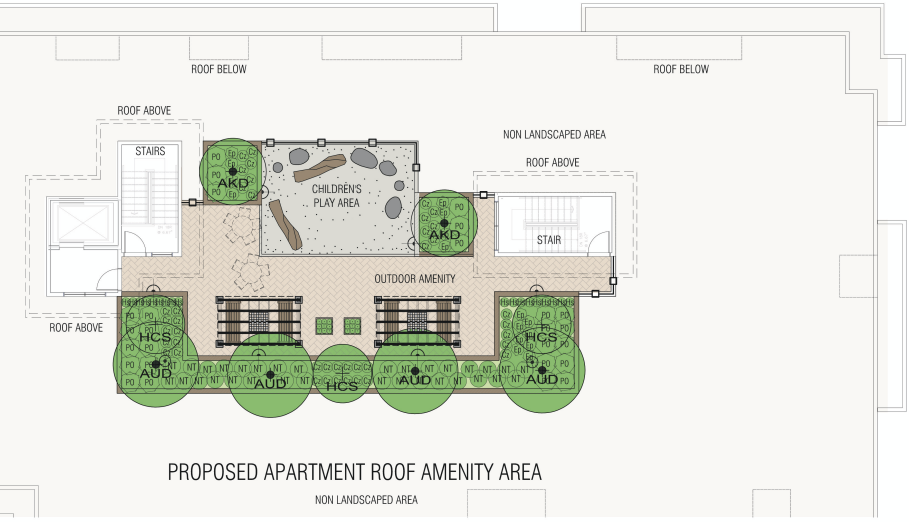 ROOF BELOW
ROOF BELOW
ROOF ABOVE
NON LANDSCAPED AREA
STAIRS
ROOF ABOVE
AKD
CHILDREN'S
PLAY AREA
AKD
STAIR
OUTDOOR AMENITY
ROOF ABOVE
HCS
HCS
AUD
AUD
HCS
AUD
AUD
PROPOSED APARTMENT ROOF AMENITY AREA
NON LANDSCAPED AREA